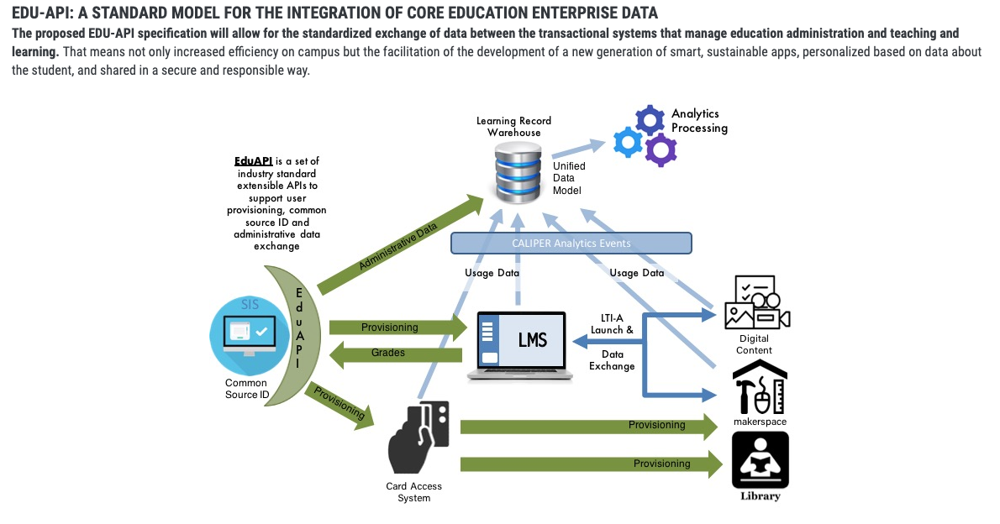 EDU-API: A STANDARD MODEL FOR THE INTEGRATION OF CORE EDUCATION ENTERPRISE DATA
The proposed EDU-API specification will allow for the standardized exchange of data between the transactional systems that manage education administration and teaching and
learning. That means not only increased efficiency on campus but the facilitation of the development of a new generation of smart, sustainable apps, personalized based on data about
the student, and shared in a secure and responsible way.
Learning Record
Warehouse
Analytics
Processing
Unified
Data
Model
EduAPI is a set of
industry standard
extensible APIs to
support user
provisioning, common
source ID and
administrative data
exchange
Administrative Data
CALIPER Analytics Events
Usage Data
Usage Data
SIS
EduAPI
Common
Source ID
Provisioning
Grades
Provisioning
LMS
LTI-A
Launch &
Data
Exchange
Digital
Content
makerspace
Provisioning
Provisioning
Card Access
System
Library